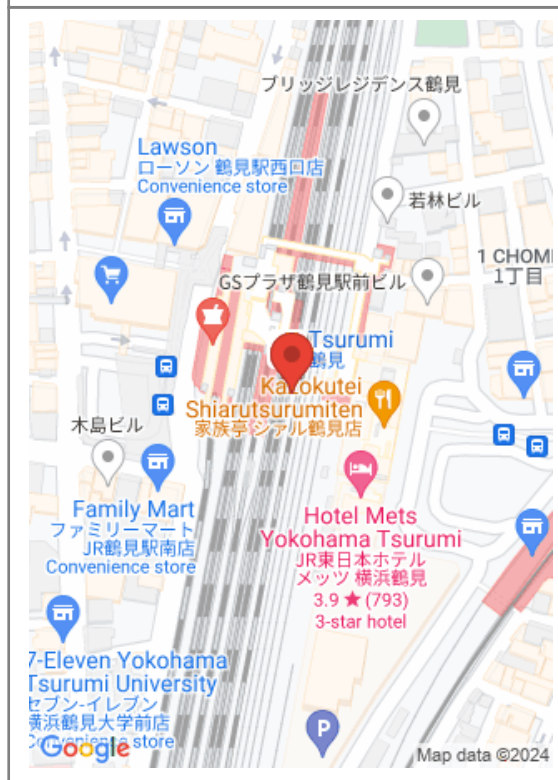 ブリッジレジデンス鶴見
Lawson
ローソン 鶴見駅西口店
Convenience store
若林ビル
1 CHOME
1丁目
GSプラザ鶴見駅前ビル
Tsurumi
鶴見
Kazokutei
Shiarutsurumiten
家族亭 シァル鶴見店
木島ビル
Family Mart
ファミリーマート
JR鶴見駅南店
Convenience store
Hotel Mets
Yokohama Tsurumi
JR東日本ホテル
メッツ 横浜鶴見
3.9 ★ (793)
3-star hotel
7-Eleven Yokohama
Tsurumi University
セブン-イレブン
横浜鶴見大学前店
Convenience store
P
Google
Map data ©2024